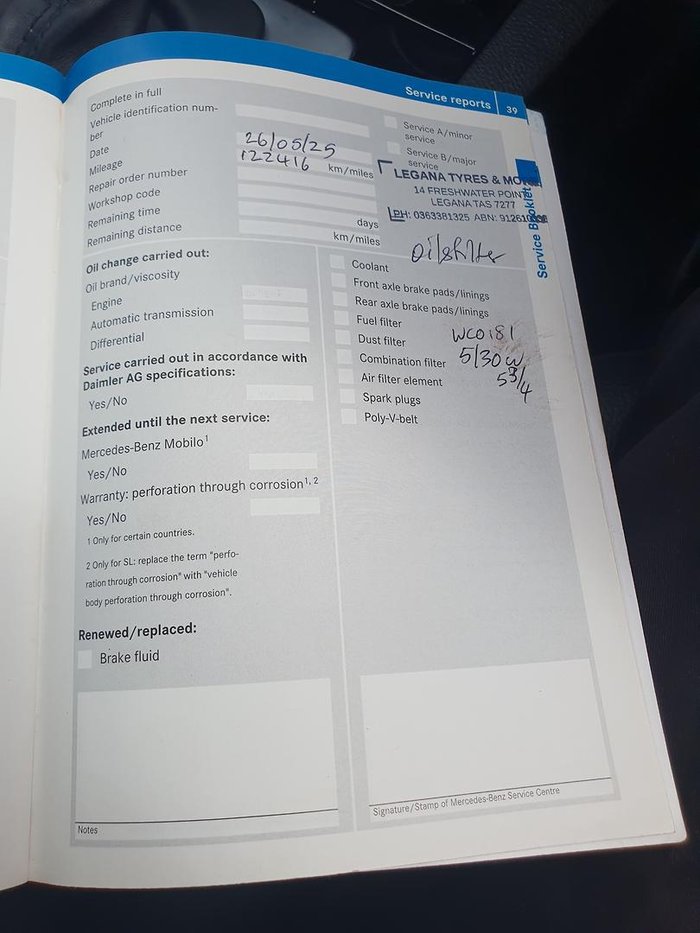 Service reports 39
Complete in full
Vehicle identification num-
ber
Date 26/05/25
Mileage 122416 km/miles
Repair order number
Workshop code
Remaining time days
Remaining distance km/miles
Service A/minor
service
Service B/major
service
LEGANA TYRES &
14 FRESHWATER POINT
LEGANA TAS 7277
PH: 0363381325 ABN:
Service Booklet
Oil change carried out:
Oil brand/viscosity
Engine
Automatic transmission
Differential
Service carried out in accordance with
Daimler AG specifications:
Yes/No
Extended until the next service:
Mercedes-Benz Mobilo1
Yes/No
Warranty: perforation through corrosion1, 2
Yes/No
1 Only for certain countries.
2 Only for SL: replace the term "perfo-
ration through corrosion" with "vehicle
body perforation through corrosion".
Renewed/replaced:
Brake fluid
Notes
oil & filter
Coolant
Front axle brake pads/linings
Rear axle brake pads/linings
Fuel filter
Dust filter WCO181
Combination filter 5/30W
Air filter element 5 3/4
Spark plugs
Poly-V-belt
Signature/Stamp of Mercedes-Benz Service Centre